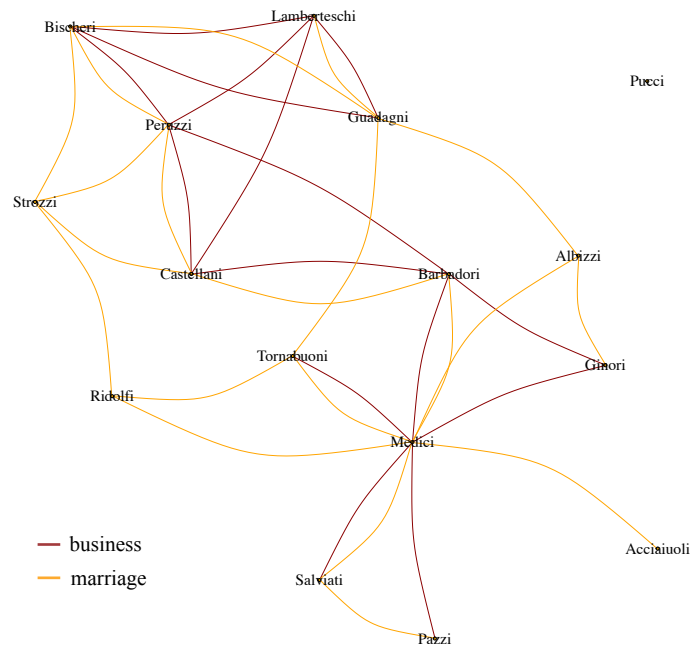 Lamberteschi
Bischeri
Pucci
Guadagni
Peruzzi
Strozzi
Albizzi
Castellani
Barbadori
Tornabuoni
Ginori
Ridolfi
Medici
business
Acciaiuoli
marriage
Salviati
Pazzi